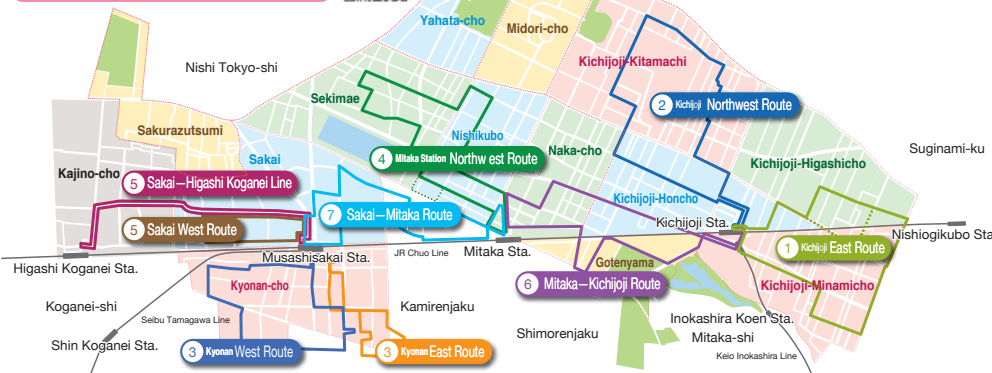 Yahata-cho
Midori-cho
Nishi Tokyo-shi
Kichijoji-Kitamachi
Sekimae
2 Kichijoji Northwest Route
Sakurazutsumi
Nishikubo
Suginami-ku
Sakai
4 Mitaka Station Northw est Route
Naka-cho
Kichijoji-Higashicho
Kajino-cho
5 Sakai—Higashi Koganei Line
Kichijoji-Honcho
7 Sakai—Mitaka Route
Kichijoji Sta.
5 Sakai West Route
Nishiogikubo Sta
Musashisakai Sta.
JR Chuo Line
Mitaka Sta.
1 Kichijoji East Route
Higashi Koganei Sta.
Gotenyama
Kyonan-cho
6 Mitaka—Kichijoji Route
Kichijoji-Minamicho
Koganei-shi
Kamirenjaku
Seibu Tamagawa Line
Inokashira Koen Sta.
Shin Koganei Sta.
Shimorenjaku
Mitaka-shi
3 Kyonan West Route
3 Kyonan East Route
Keio Inokashira Line